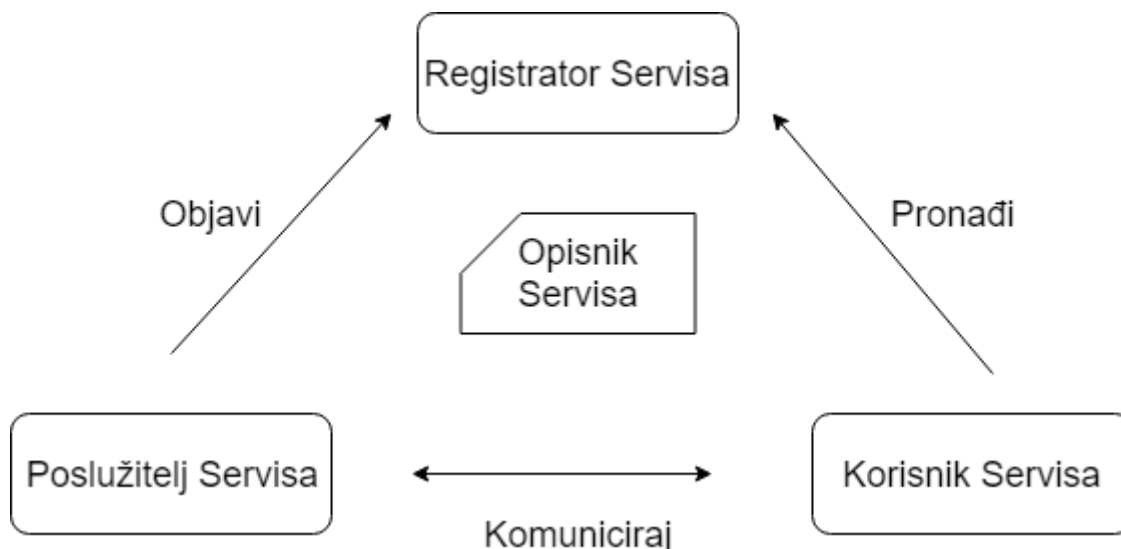 Registrator Servisa
Objavi
Pronađi
Opisnik
Servisa
Poslužitelj Servisa
Korisnik Servisa
Komuniciraj